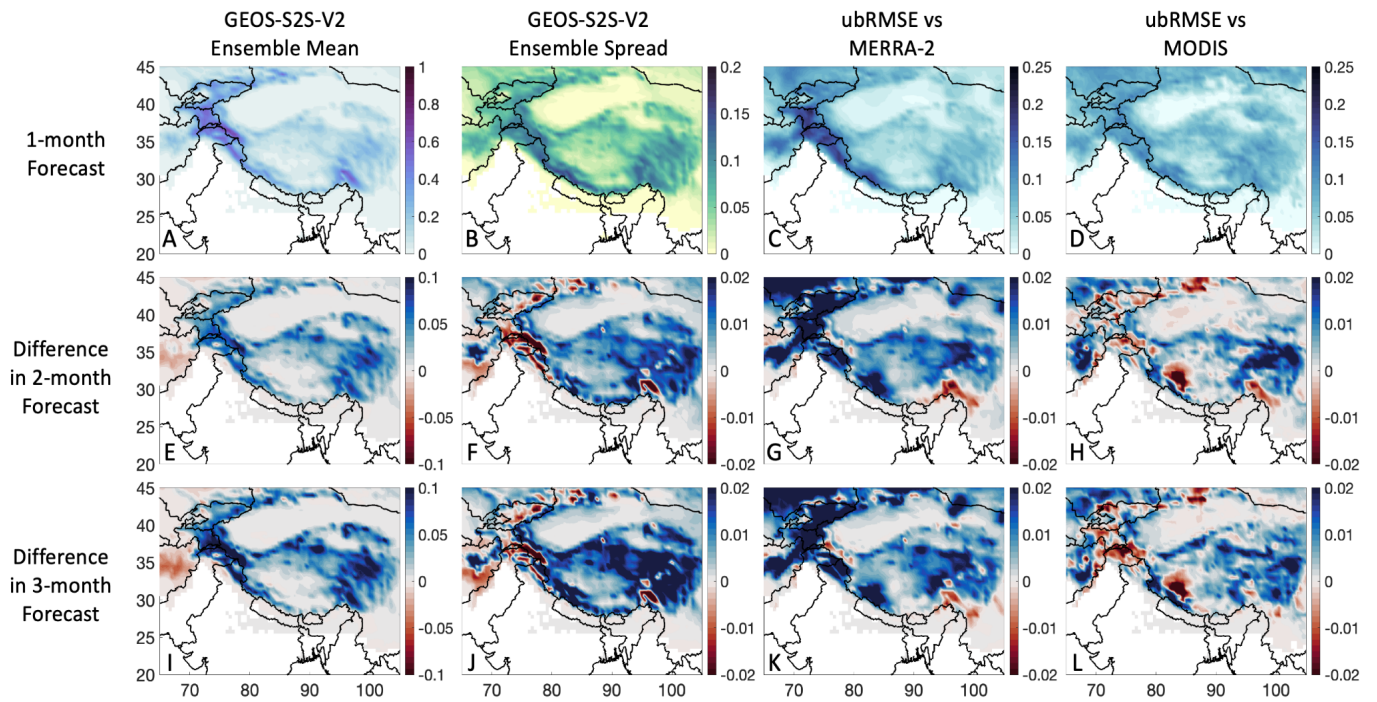 GEOS-S2S-V2
Ensemble Mean
GEOS-S2S-V2
Ensemble Spread
ubRMSE vs
MERRA-2
ubRMSE vs
MODIS
1-month
Forecast
45
40
35
30
25
20
A
1
0.8
0.6
0.4
0.2
0
B
0.2
0.15
0.1
0.05
0
C
0.25
0.2
0.15
0.1
0.05
0
D
0.25
0.2
0.15
0.1
0.05
0
Difference
in 2-month
Forecast
45
40
35
30
25
20
E
0.1
0.05
0
-0.05
-0.1
F
0.02
0.01
0
-0.01
-0.02
G
0.02
0.01
0
-0.01
-0.02
H
0.02
0.01
0
-0.01
-0.02
Difference
in 3-month
Forecast
45
40
35
30
25
20
I
0.1
0.05
0
-0.05
-0.1
J
0.02
0.01
0
-0.01
-0.02
K
0.02
0.01
0
-0.01
-0.02
L
0.02
0.01
0
-0.01
-0.02
70 80 90 100
70 80 90 100
70 80 90 100
70 80 90 100